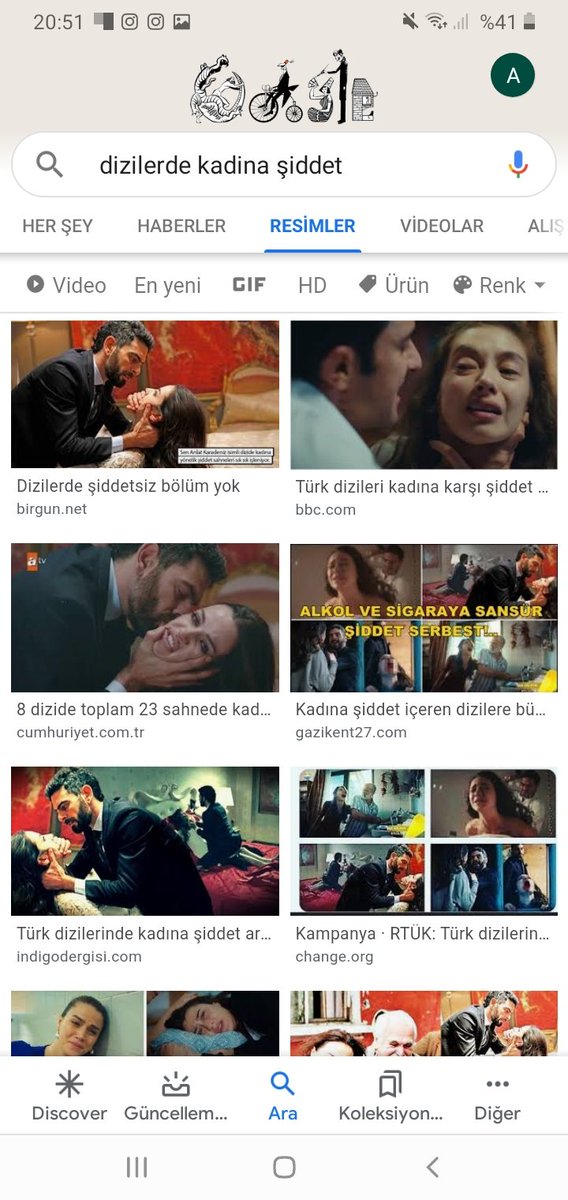 20:51
%41
A
dizilerde kadina şiddet
HER ŞEY
HABERLER
RESİMLER
VİDEOLAR
ALIŞ
Video
En yeni
GIF
HD
Ürün
Renk
Sen Anlat Karadeniz isimli dizide kadına
yönelik şiddet sahneleri sık sık işleniyor.
Dizilerde şiddetsiz bölüm yok
birgun.net
Türk dizileri kadına karşı şiddet ...
bbc.com
a tv
8 dizide toplam 23 sahnede kad...
cumhuriyet.com.tr
ALKOL VE SİGARAYA SANSÜR
ŞİDDET SERBEST!..
Kadına şiddet içeren dizilere bü...
gazikent27.com
Türk dizilerinde kadına şiddet ar...
indigodergisi.com
Kampanya · RTÜK: Türk dizilerin...
change.org
Discover
Güncellem...
Ara
Koleksiyon...
Diğer